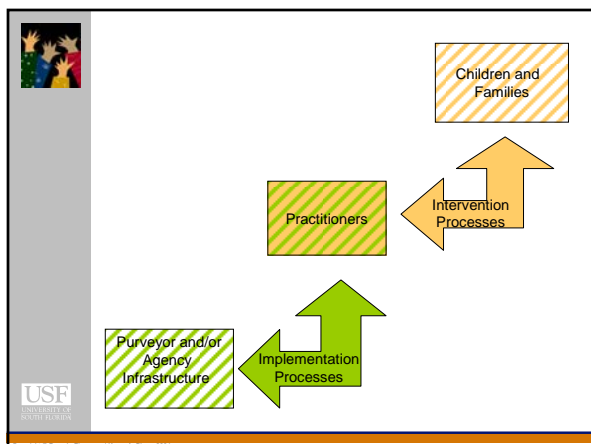 Children and
Families
Practitioners
Intervention
Processes
Purveyor and/or
Agency
Infrastructure
Implementation
Processes
USF
UNIVERSITY OF
SOUTH FLORIDA